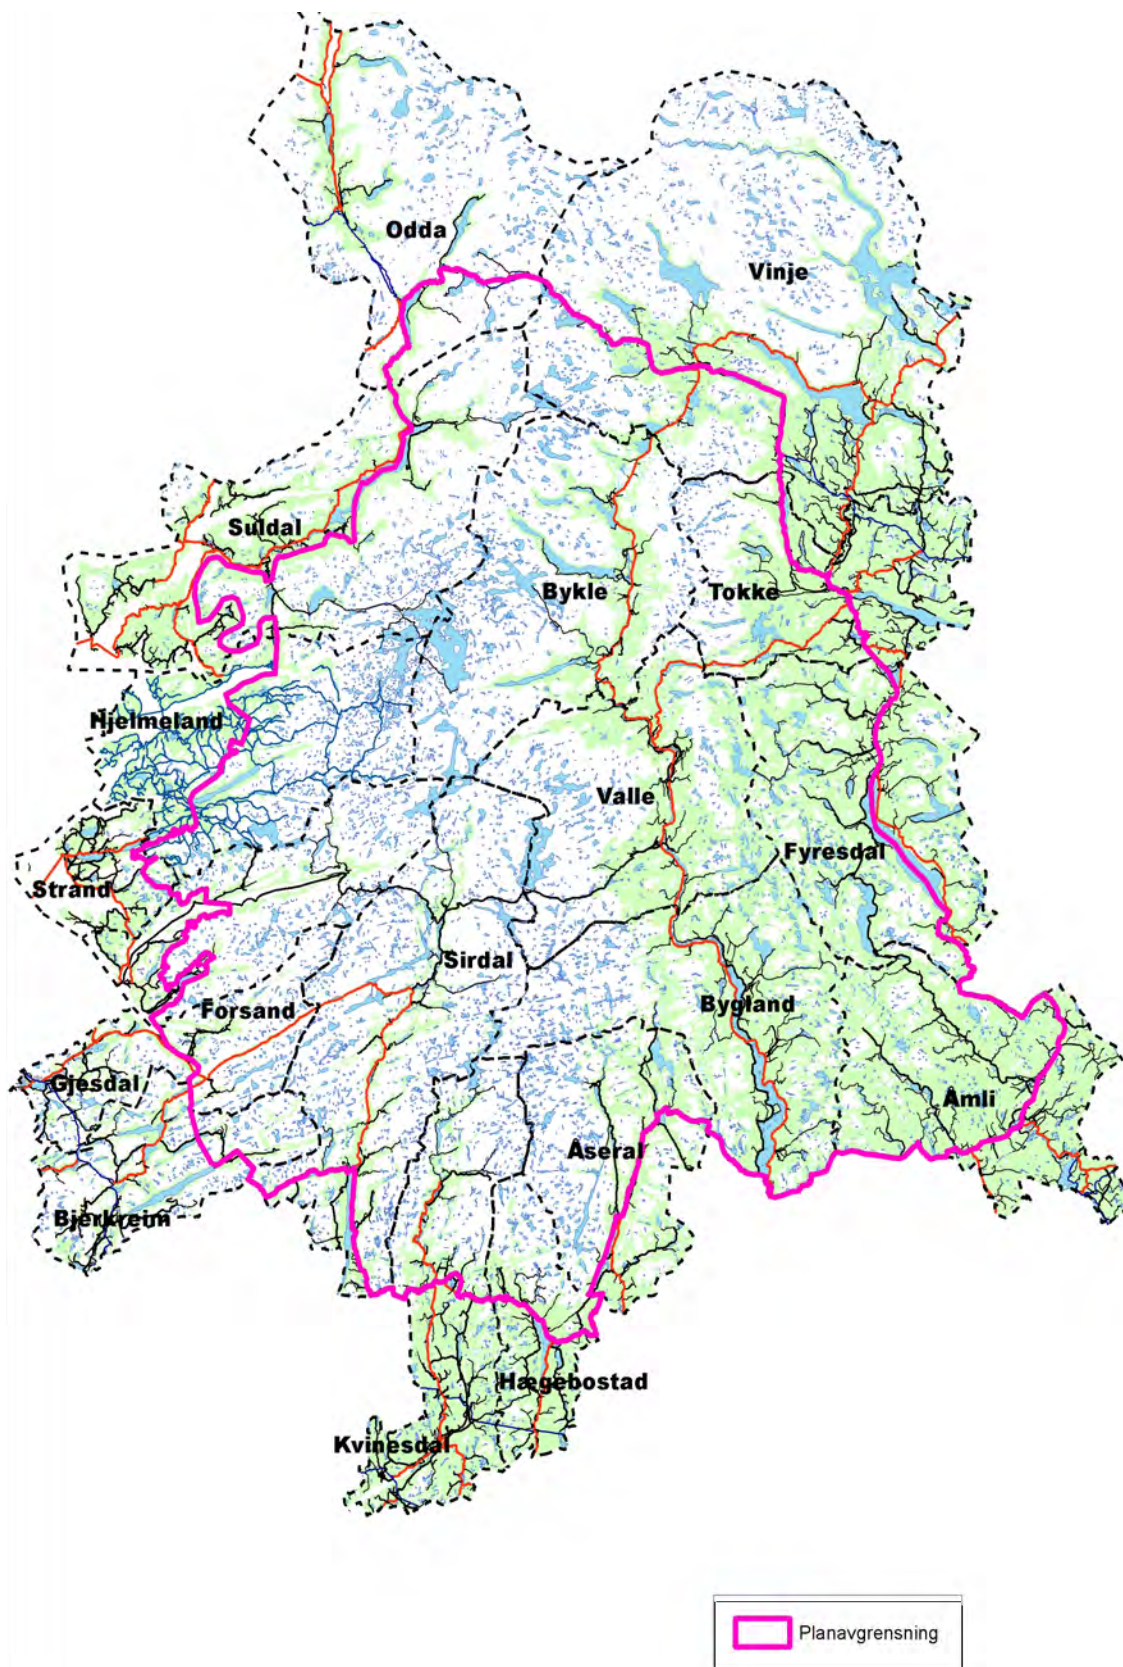 Odda
Vinje
Suldal
Bykle
Tokke
Hjelmeland
Valle
Fyresdal
Strand
Sirdal
Forsand
Bygland
Gjesdal
Åmli
Åseral
Bjerkreim
Hægebostad
Kvinesdal
Planavgrensning